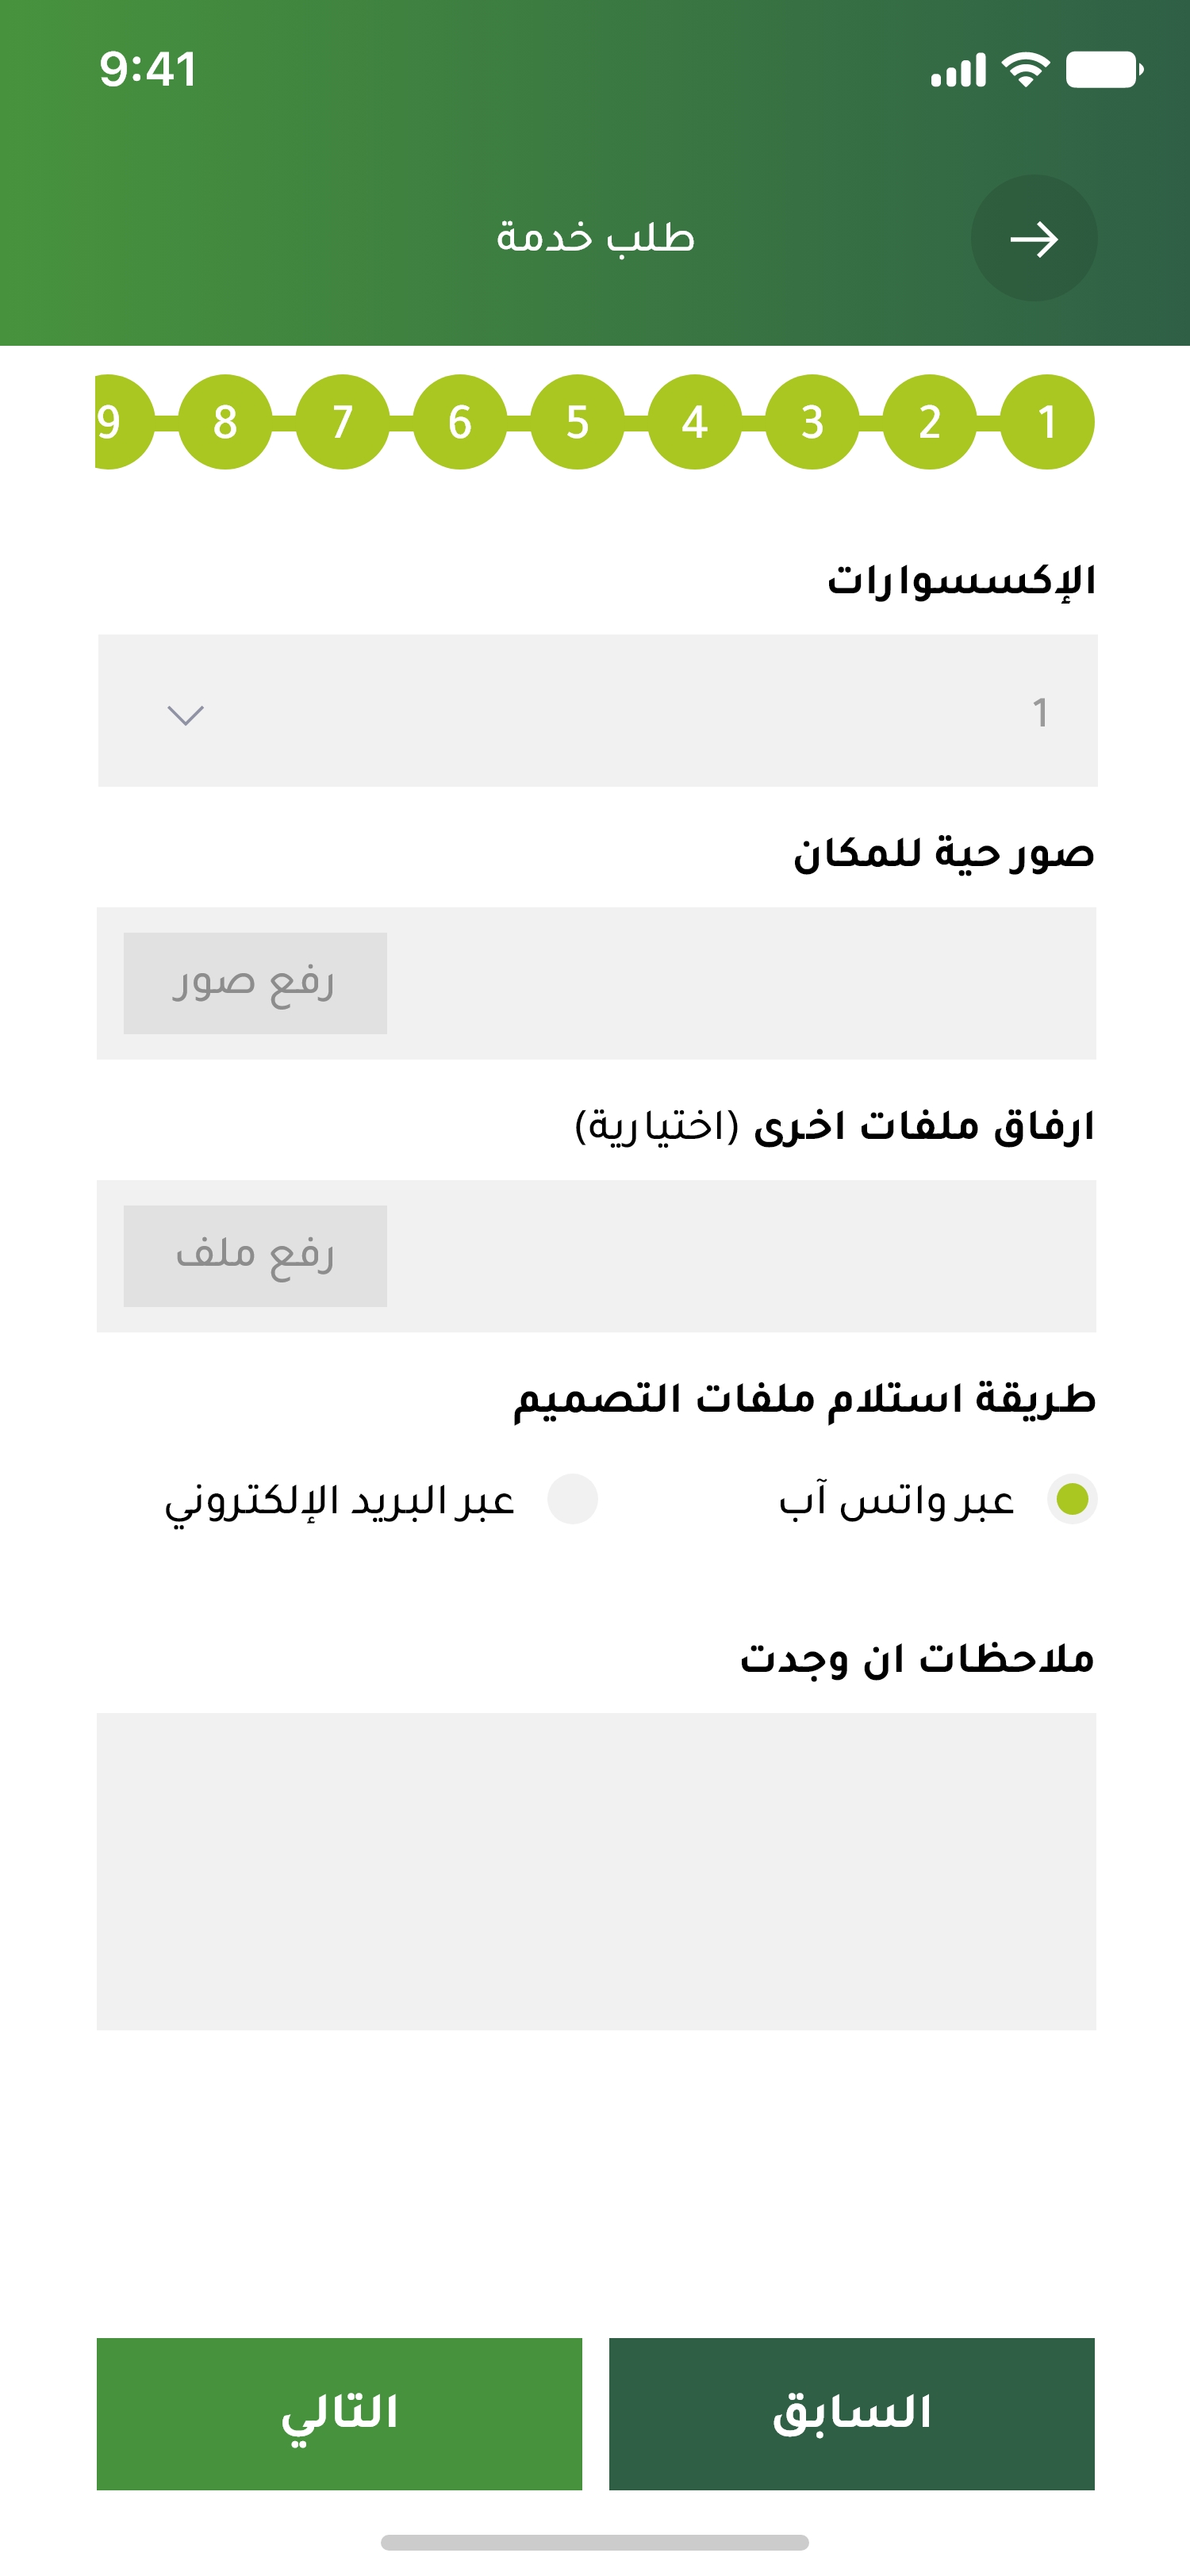 9:41
طلب خدمة
1 2 3 4 5 6 7 8 9
الإكسسوارات
1
صور حية للمكان
رفع صور
ارفاق ملفات اخرى (اختيارية)
رفع ملف
طريقة استلام ملفات التصميم
عبر واتس آب
عبر البريد الإلكتروني
ملاحظات ان وجدت
السابق
التالي